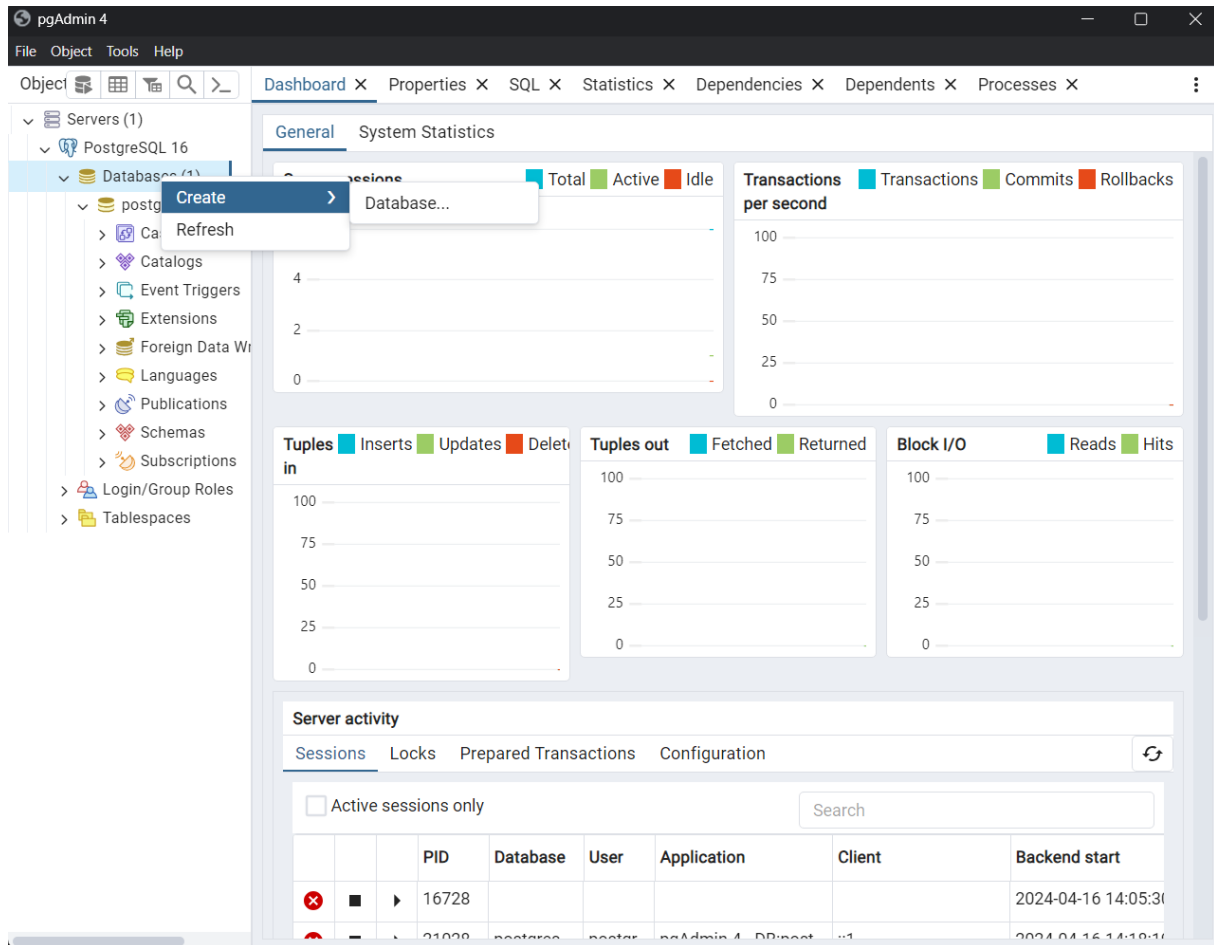 pgAdmin 4
File Object Tools Help
Object
Dashboard Properties SQL Statistics Dependencies Dependents Processes
Servers (1)
PostgreSQL 16
Databases (1)
Create
Database...
Refresh
Catalogs
Event Triggers
Extensions
Foreign Data Wr
Languages
Publications
Schemas
Subscriptions
Login/Group Roles
Tablespaces
General System Statistics
Total Active Idle
4
2
0
Transactions Transactions Commits Rollbacks
per second
100
75
50
25
0
Tuples Inserts Updates Delete
in
100
75
50
25
0
Tuples out Fetched Returned
100
75
50
25
0
Block I/O Reads Hits
100
75
50
25
0
Server activity
Sessions Locks Prepared Transactions Configuration
Active sessions only Search
PID Database User Application Client Backend start
16728 2024-04-16 14:05:30